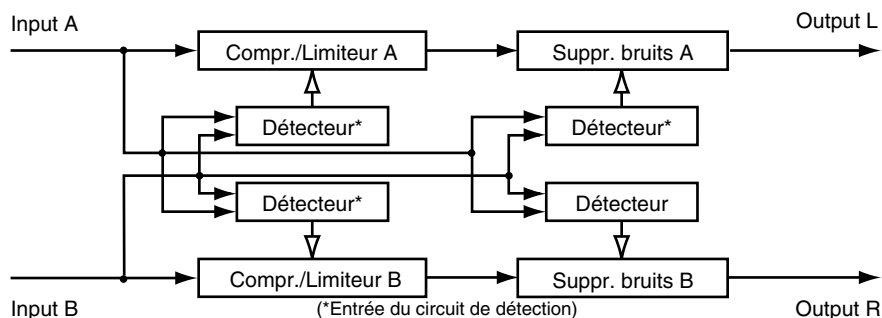 Input A
Output L
Compr./Limiteur A
Suppr. bruits A
Détecteur*
Détecteur*
Détecteur*
Détecteur
Compr./Limiteur B
Suppr. bruits B
Input B
(*Entrée du circuit de détection)
Output R